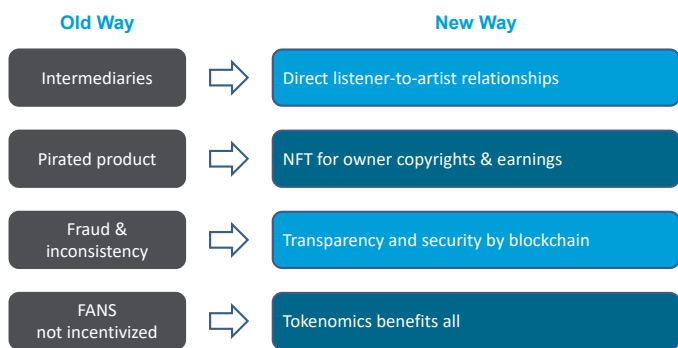 Old Way
New Way
Intermediaries
Direct listener-to-artist relationships
Pirated product
NFT for owner copyrights & earnings
Fraud &
inconsistency
Transparency and security by blockchain
FANS
not incentivized
Tokenomics benefits all